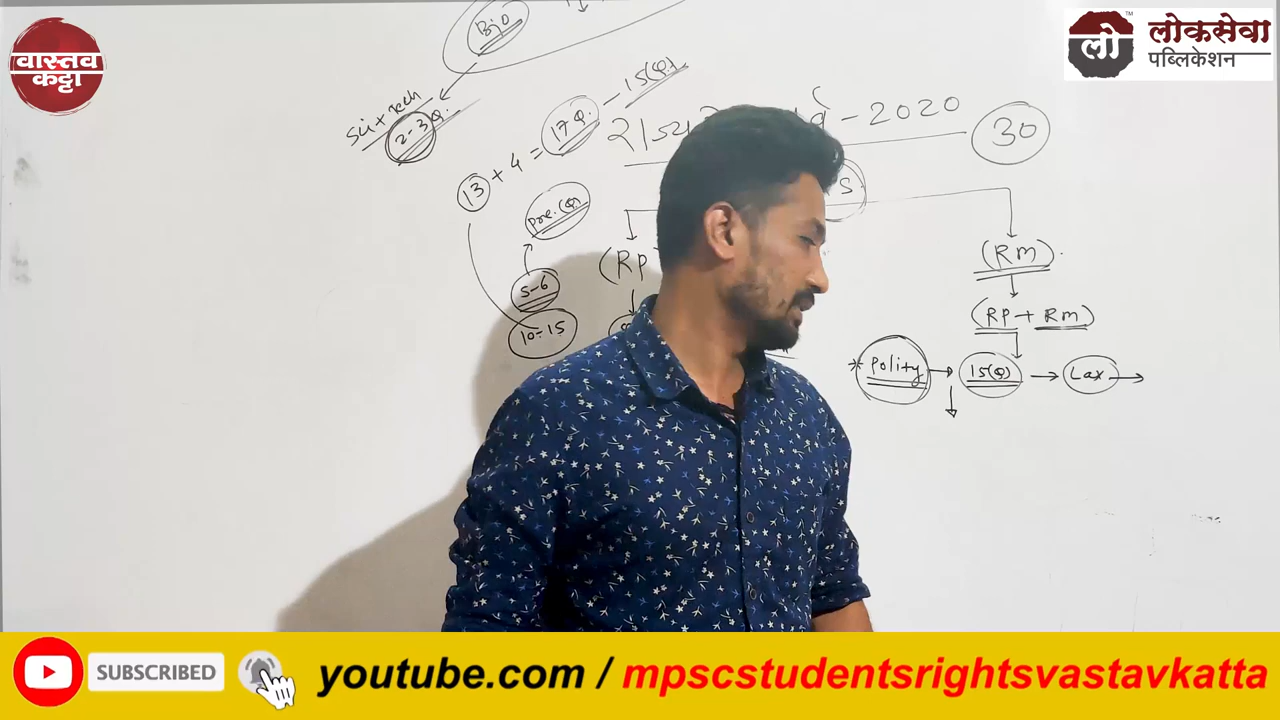 वास्तव
कट्टा
लो
TM
लोकसेवा
पब्लिकेशन
Bio
Sci + Tech
2-3 Q.
13 + 4 = 17 Q. - 15(Q)
राज्य - 2020
30
Pre. (Q)
5-6
10-15
(RP
S
(RM)
(RP + RM)
* Polity → 15(Q) → Lax →
SUBSCRIBED
youtube.com / mpscstudentsrightsvastavkatta